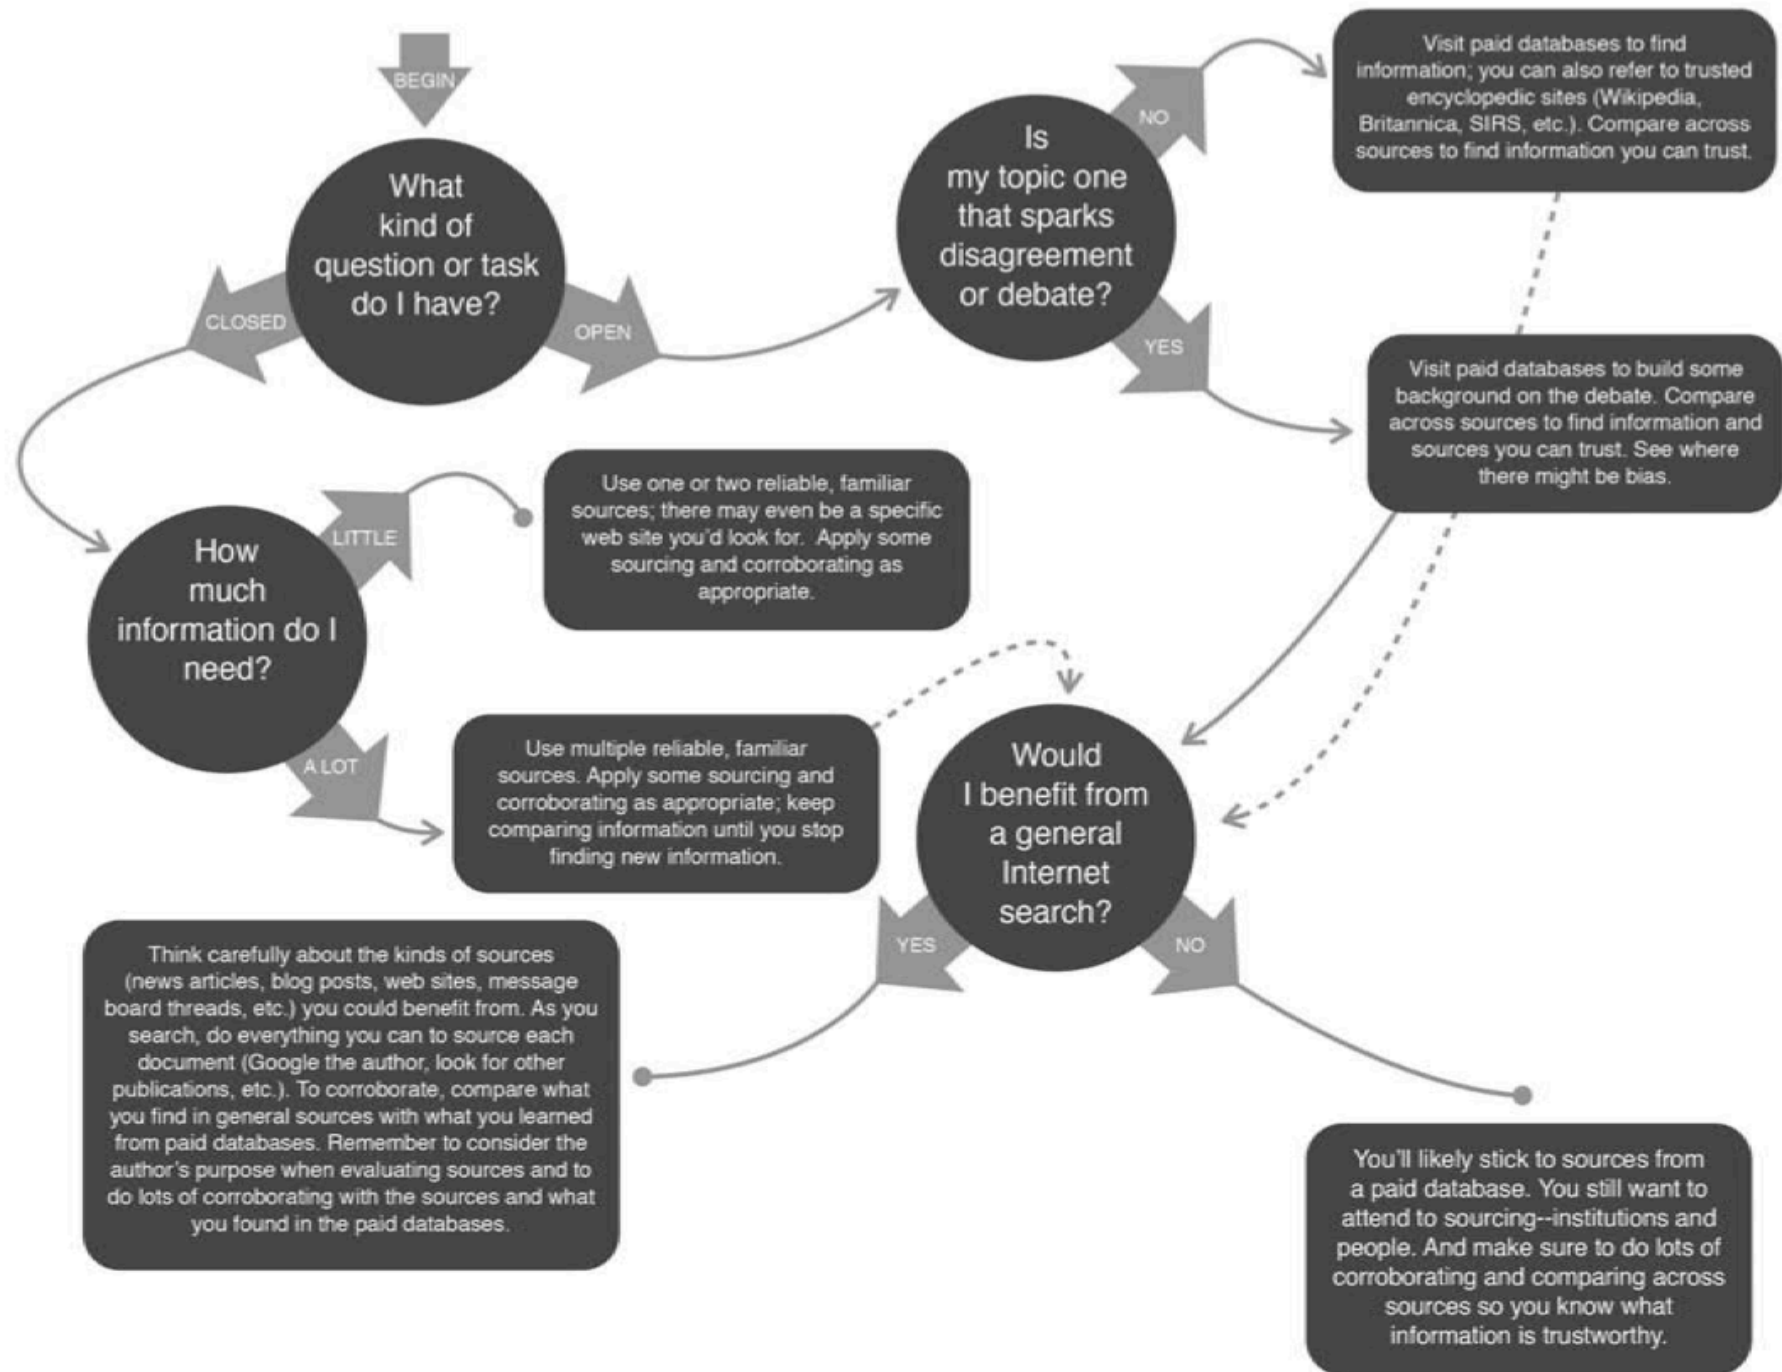 BEGIN
What
kind of
question or task
do I have?
CLOSED
OPEN
Is
my topic one
that sparks
disagreement
or debate?
NO
YES
Visit paid databases to find
information; you can also refer to trusted
encyclopedic sites (Wikipedia,
Britannica, SIRS, etc.). Compare across
sources to find information you can trust.
Visit paid databases to build some
background on the debate. Compare
across sources to find information and
sources you can trust. See where
there might be bias.
How
much
information do I
need?
LITTLE
A LOT
Use one or two reliable, familiar
sources; there may even be a specific
web site you'd look for. Apply some
sourcing and corroborating as
appropriate.
Use multiple reliable, familiar
sources. Apply some sourcing and
corroborating as appropriate; keep
comparing information until you stop
finding new information.
Would
I benefit from
a general
Internet
search?
YES
NO
Think carefully about the kinds of sources
(news articles, blog posts, web sites, message
board threads, etc.) you could benefit from. As you
search, do everything you can to source each
document (Google the author, look for other
publications, etc.). To corroborate, compare what
you find in general sources with what you learned
from paid databases. Remember to consider the
author's purpose when evaluating sources and to
do lots of corroborating with the sources and what
you found in the paid databases.
You'll likely stick to sources from
a paid database. You still want to
attend to sourcing--institutions and
people. And make sure to do lots of
corroborating and comparing across
sources so you know what
information is trustworthy.